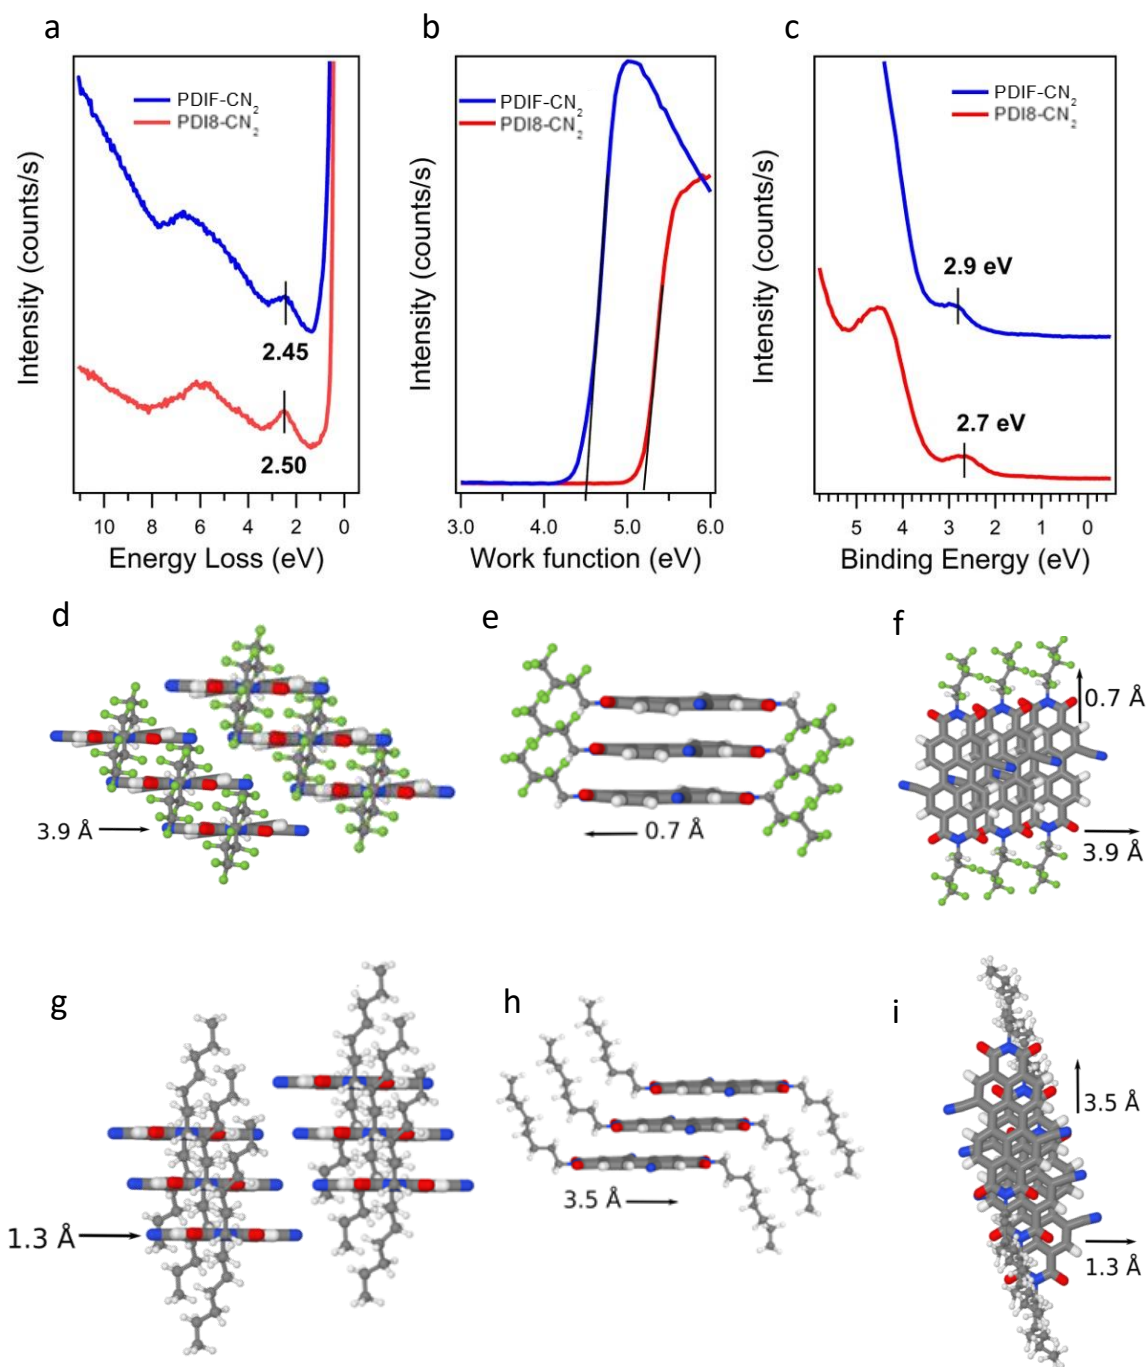 a
b
c
PDIF-CN₂
PDI8-CN₂
2.45
2.50
Intensity (counts/s)
10 8 6 4 2 0
Energy Loss (eV)
PDIF-CN₂
PDI8-CN₂
Intensity (counts/s)
3.0 4.0 5.0 6.0
Work function (eV)
PDIF-CN₂
PDI8-CN₂
2.9 eV
2.7 eV
Intensity (counts/s)
5 4 3 2 1 0
Binding Energy (eV)
d
3.9 Å
e
0.7 Å
f
0.7 Å
3.9 Å
g
1.3 Å
h
3.5 Å
i
3.5 Å
1.3 Å